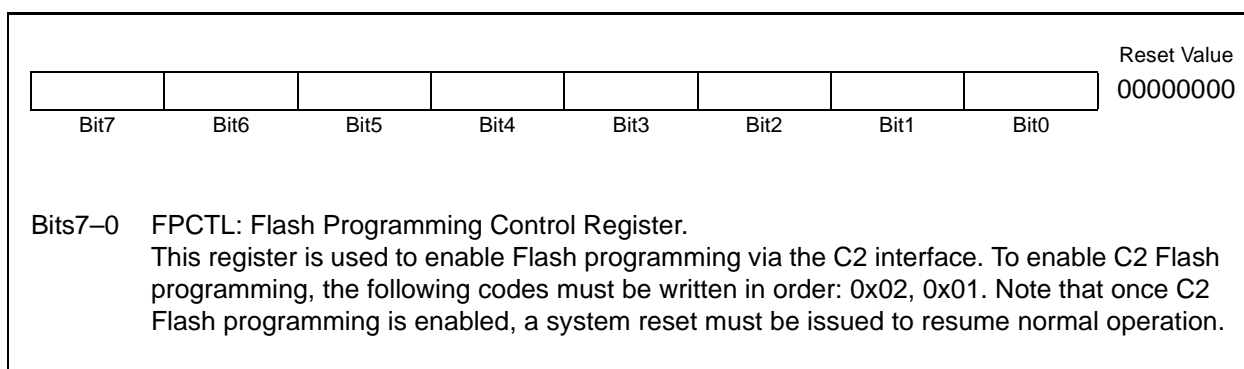 Reset Value
00000000
Bit7 Bit6 Bit5 Bit4 Bit3 Bit2 Bit1 Bit0
Bits7–0 FPCTL: Flash Programming Control Register.
This register is used to enable Flash programming via the C2 interface. To enable C2 Flash
programming, the following codes must be written in order: 0x02, 0x01. Note that once C2
Flash programming is enabled, a system reset must be issued to resume normal operation.